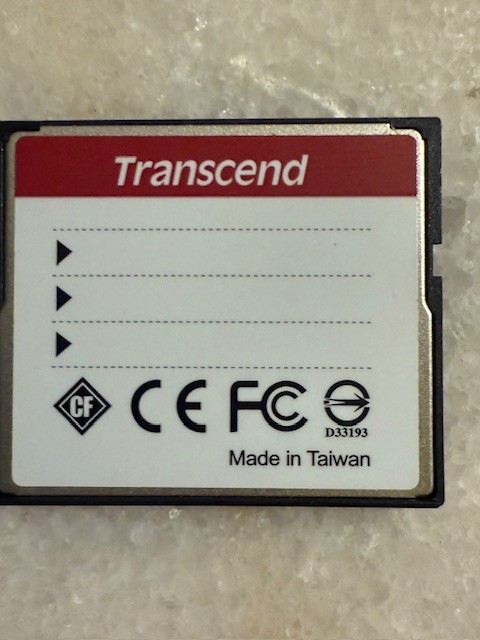 Transcend
CF CE FC
D33193
Made in Taiwan